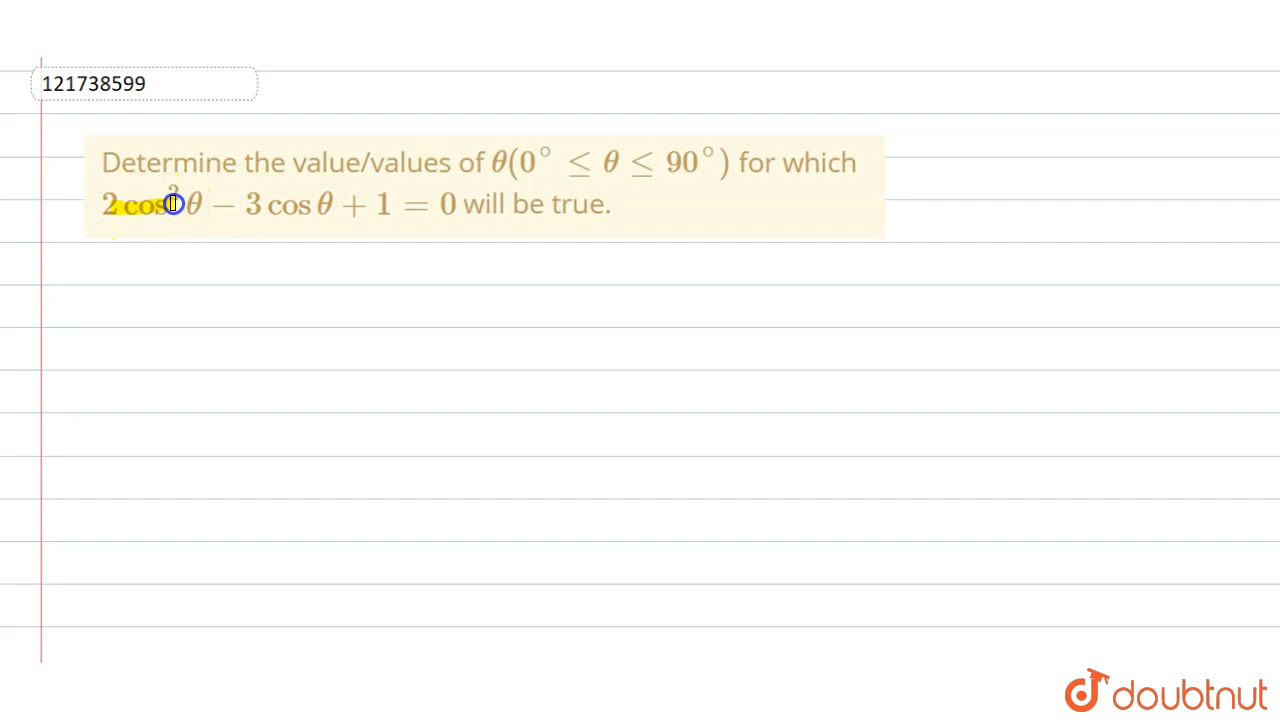 121738599
Determine the value/values of θ(0° ≤ θ ≤ 90°) for which
2 cos² θ − 3 cos θ + 1 = 0 will be true.
doubtnut